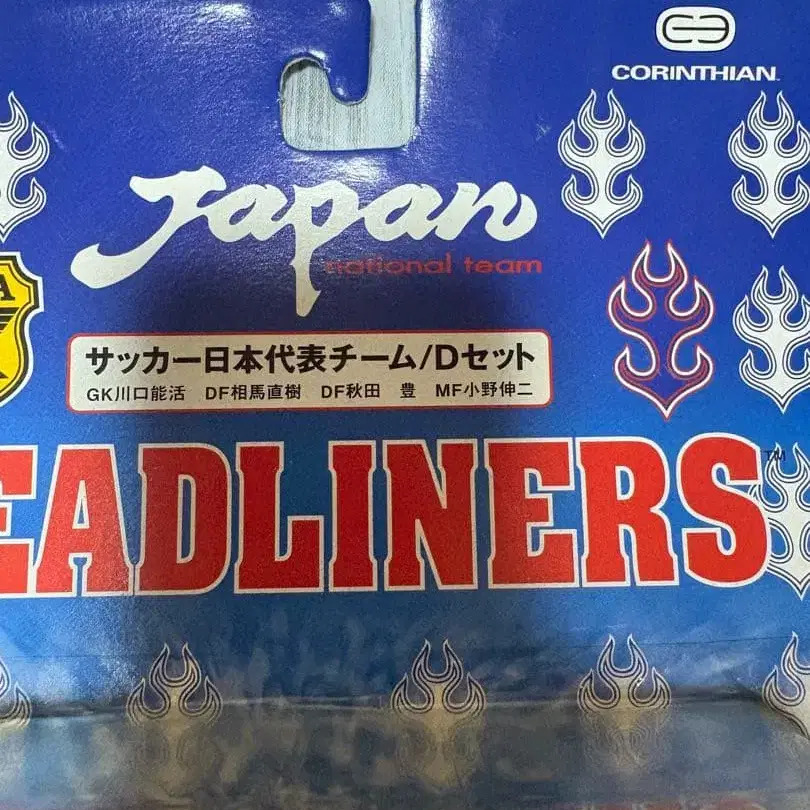 CORINTHIAN™
Japan
national team
A
サッカー日本代表チーム/Dセット
GK川口能活 DF相馬直樹 DF秋田 豊 MF小野伸二
EADLINERS™